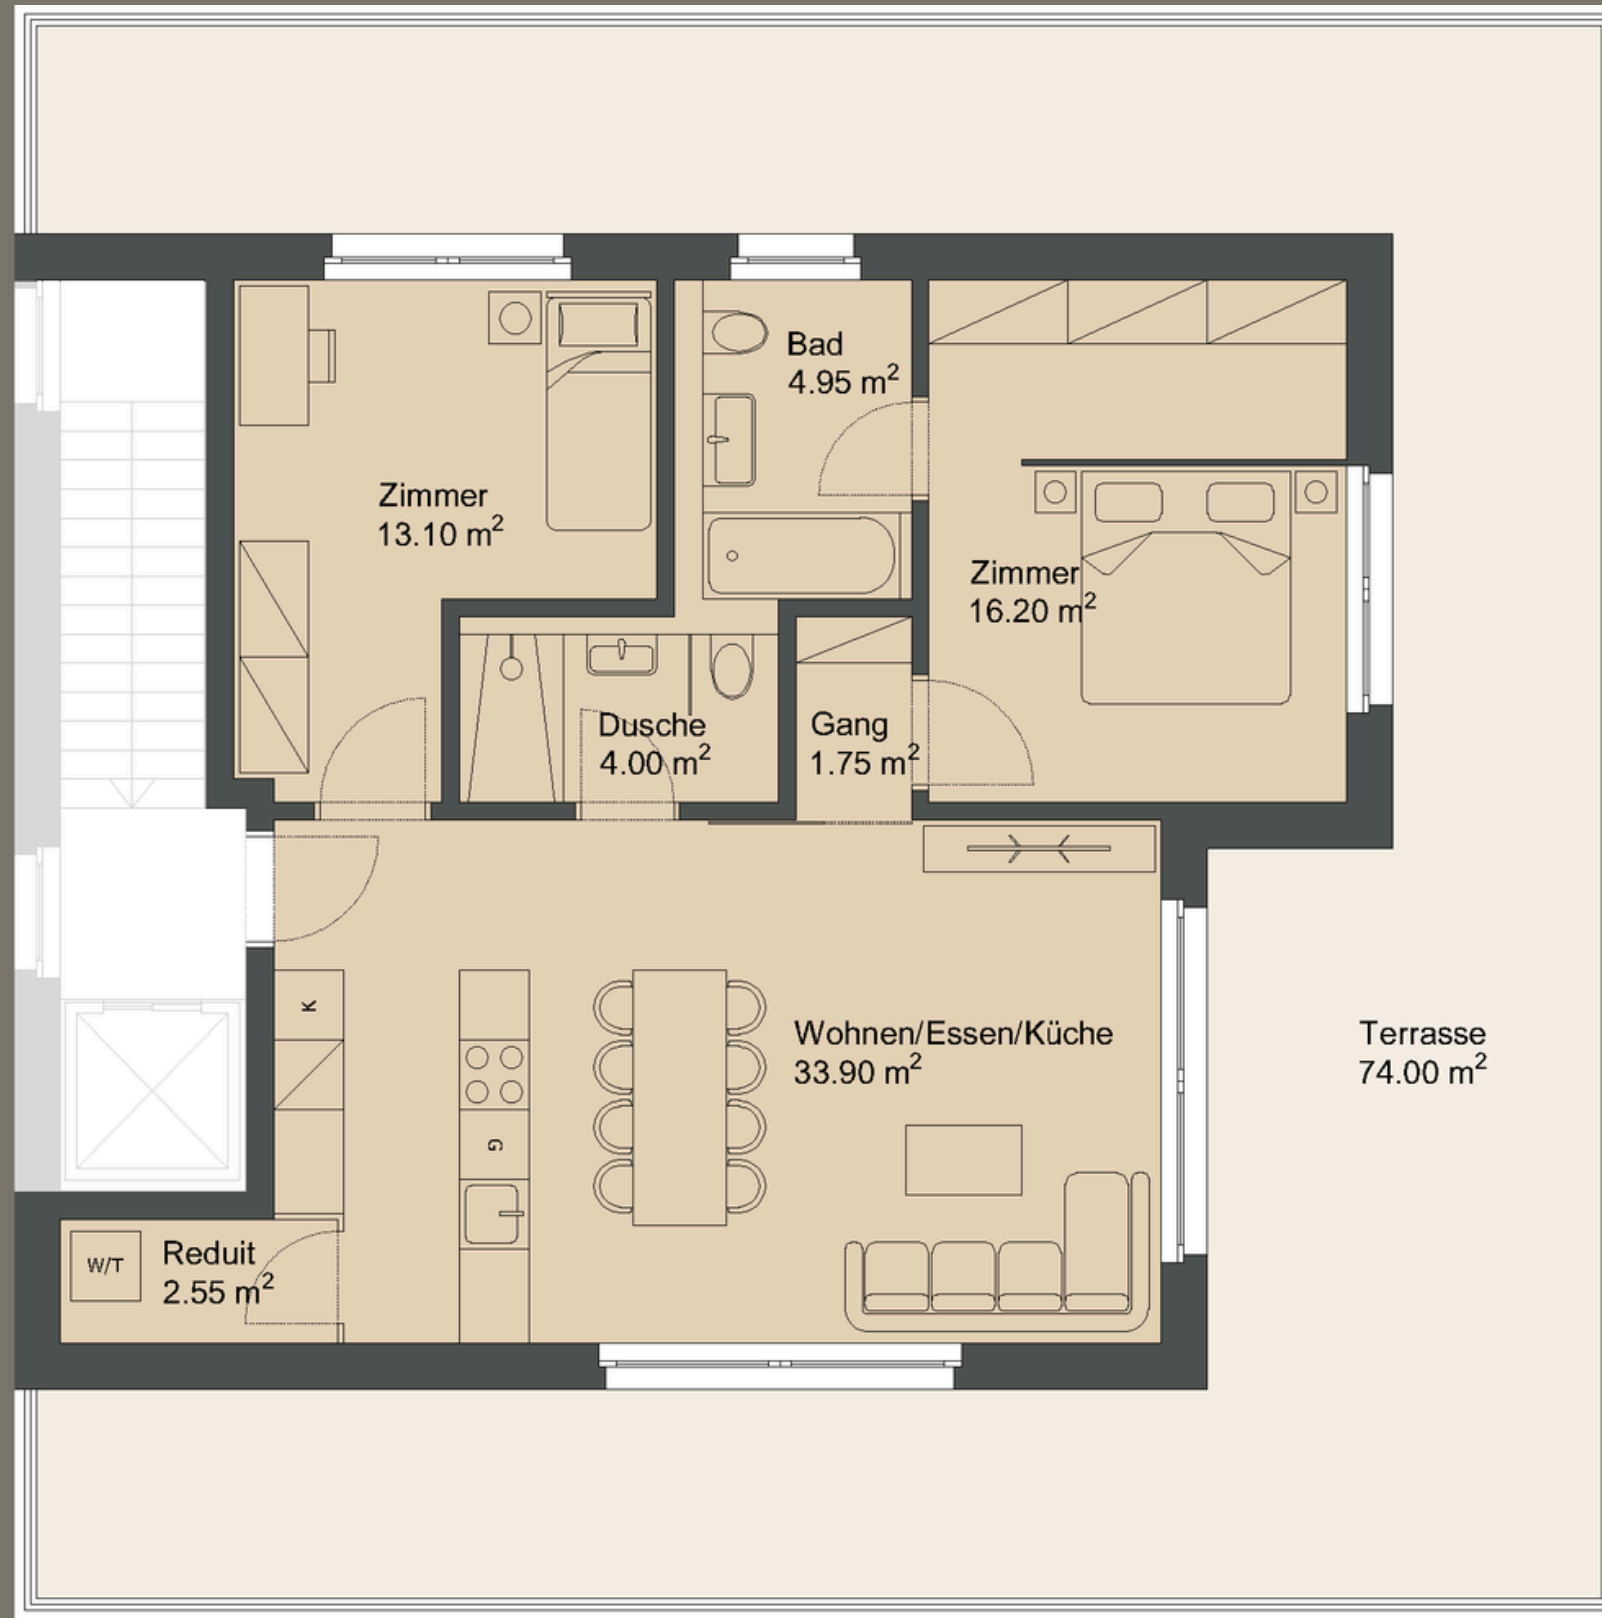 Bad
4.95 m²
Zimmer
13.10 m²
Zimmer
16.20 m²
Dusche
4.00 m²
Gang
1.75 m²
K
G
Wohnen/Essen/Küche
33.90 m²
Terrasse
74.00 m²
W/T
Reduit
2.55 m²